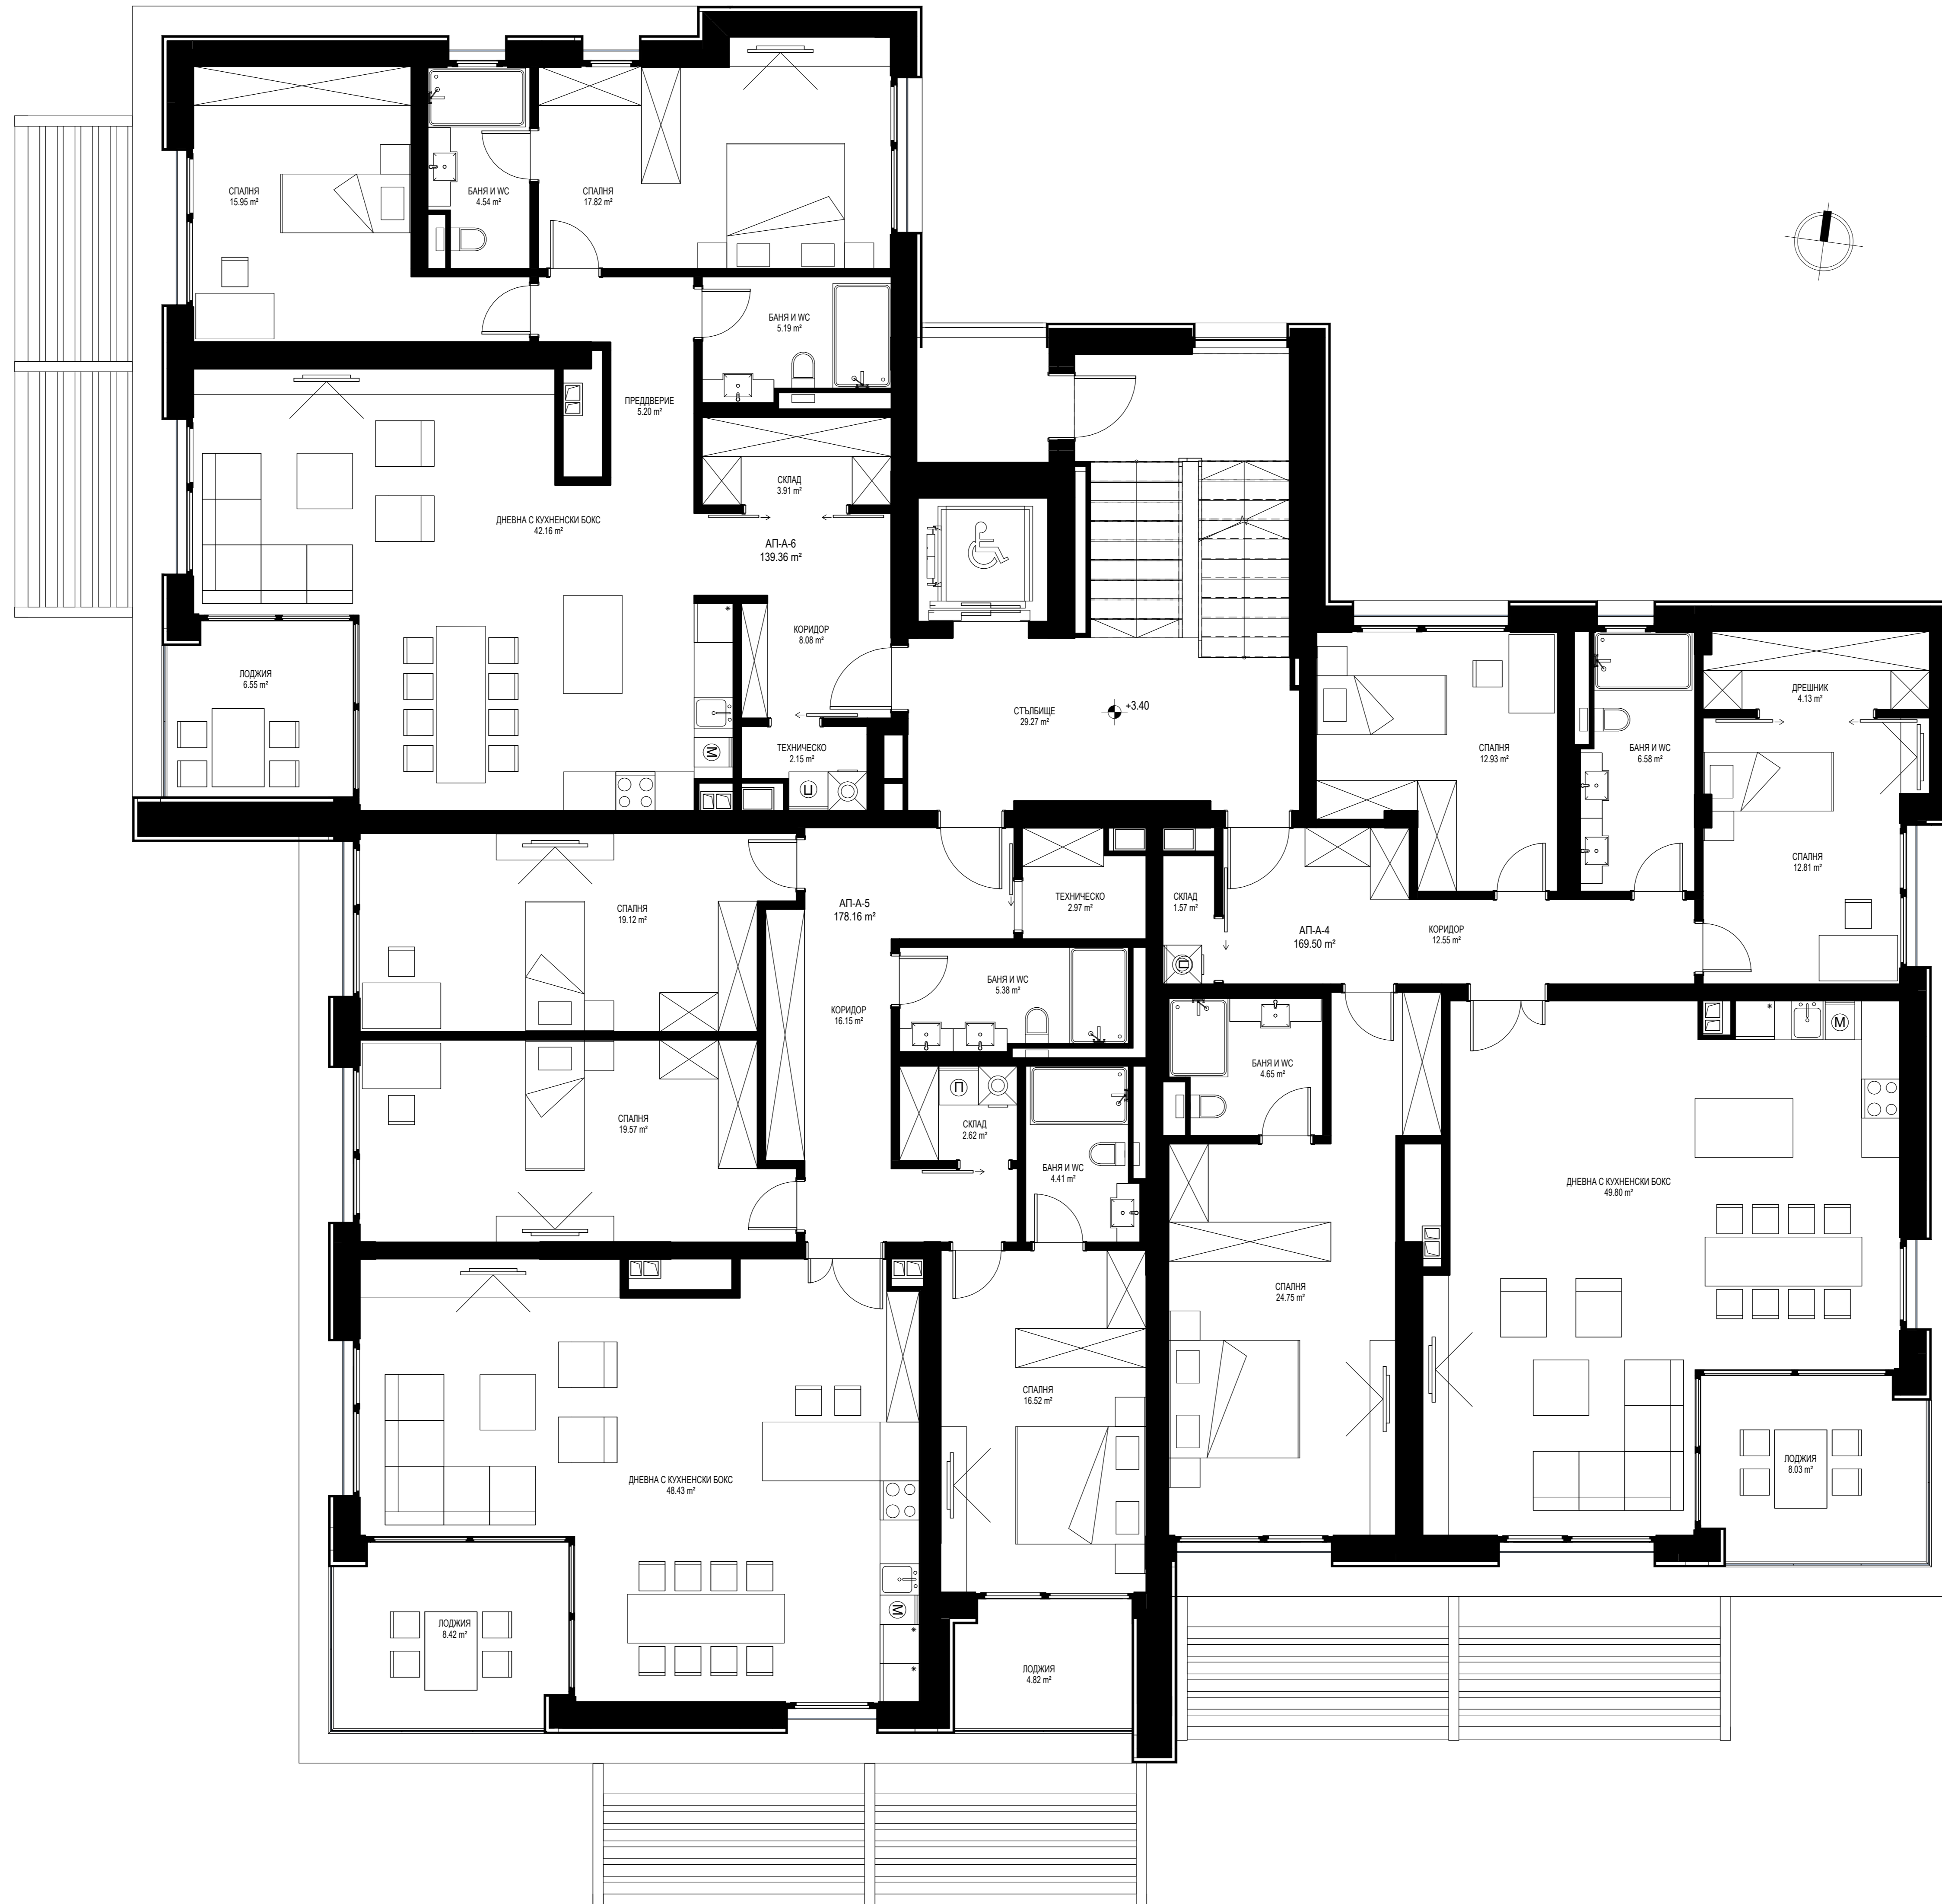 СПАЛНЯ
15.95 m²
БАНЯ И WC
4.54 m²
СПАЛНЯ
17.82 m²
БАНЯ И WC
5.19 m²
ПРЕДДВЕРИЕ
5.20 m²
СКЛАД
3.91 m²
ДНЕВНА С КУХНЕНСКИ БОКС
42.16 m²
АП-А-6
139.36 m²
КОРИДОР
8.08 m²
ЛОДЖИЯ
6.55 m²
ТЕХНИЧЕСКО
2.15 m²
М
П
СТЪЛБИЩЕ
29.27 m²
+3.40
СПАЛНЯ
12.93 m²
БАНЯ И WC
6.58 m²
ДРЕШНИК
4.13 m²
СПАЛНЯ
12.81 m²
СПАЛНЯ
19.12 m²
АП-А-5
178.16 m²
ТЕХНИЧЕСКО
2.97 m²
СКЛАД
1.57 m²
П
АП-А-4
169.50 m²
КОРИДОР
12.55 m²
БАНЯ И WC
5.38 m²
КОРИДОР
16.15 m²
М
БАНЯ И WC
4.65 m²
СПАЛНЯ
19.57 m²
П
СКЛАД
2.62 m²
БАНЯ И WC
4.41 m²
ДНЕВНА С КУХНЕНСКИ БОКС
49.80 m²
СПАЛНЯ
24.75 m²
СПАЛНЯ
16.52 m²
ДНЕВНА С КУХНЕНСКИ БОКС
48.43 m²
ЛОДЖИЯ
8.03 m²
М
ЛОДЖИЯ
8.42 m²
ЛОДЖИЯ
4.82 m²